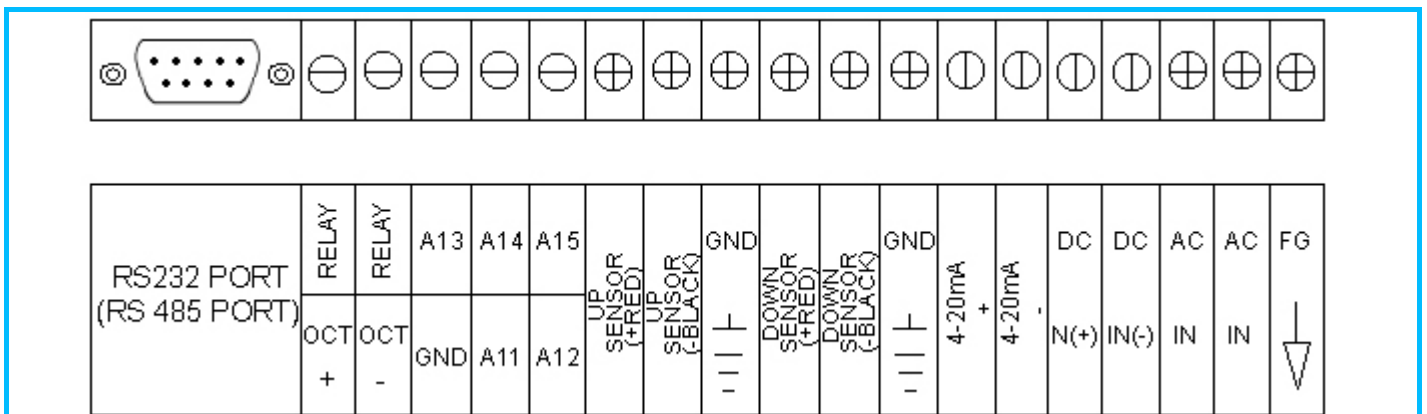 RS232 PORT
(RS 485 PORT)
RELAY
OCT
+
RELAY
OCT
-
A13
GND
A14
A11
A15
A12
UP
SENSOR
(+RED)
UP
SENSOR
(-BLACK)
GND
DOWN
SENSOR
(+RED)
DOWN
SENSOR
(-BLACK)
GND
4-20mA
+
4-20mA
-
DC
N(+)
DC
IN(-)
AC
IN
AC
IN
FG